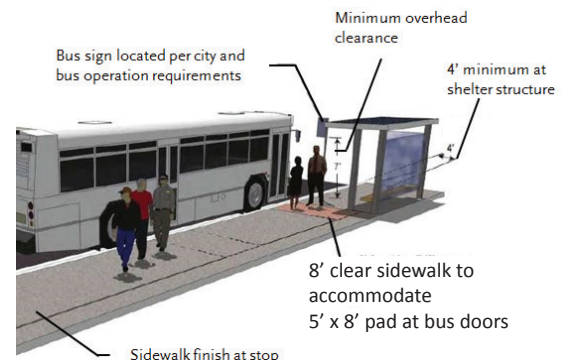 Minimum overhead
clearance
Bus sign located per city and
bus operation requirements
4' minimum at
shelter structure
4'
7'
8' clear sidewalk to
accommodate
5' x 8' pad at bus doors
Sidewalk finish at stop